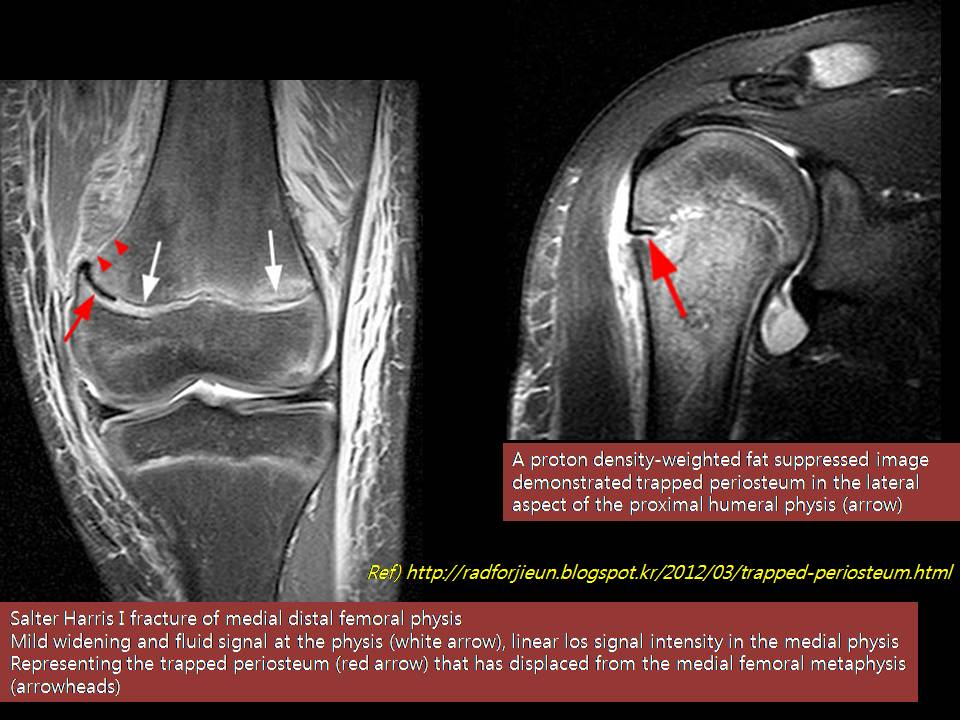 A proton density-weighted fat suppressed image
demonstrated trapped periosteum in the lateral
aspect of the proximal humeral physis (arrow)
Ref) http://radforjieun.blogspot.kr/2012/03/trapped-periosteum.html
Salter Harris I fracture of medial distal femoral physis
Mild widening and fluid signal at the physis (white arrow), linear los signal intensity in the medial physis
Representing the trapped periosteum (red arrow) that has displaced from the medial femoral metaphysis
(arrowheads)